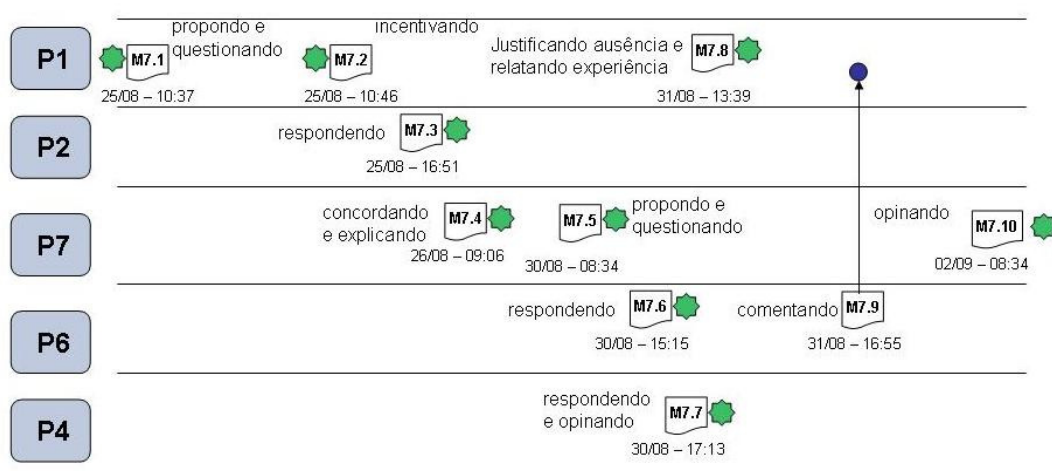 P1
propondo e
questionando
M7.1
25/08 – 10:37
incentivando
M7.2
25/08 – 10:46
Justificando ausência e
relatando experiência
M7.8
31/08 – 13:39
P2
respondendo
M7.3
25/08 – 16:51
P7
concordando
e explicando
M7.4
26/08 – 09:06
M7.5
propondo e
questionando
30/08 – 08:34
opinando
M7.10
02/09 – 08:34
P6
respondendo
M7.6
30/08 – 15:15
comentando
M7.9
31/08 – 16:55
P4
respondendo
e opinando
M7.7
30/08 – 17:13